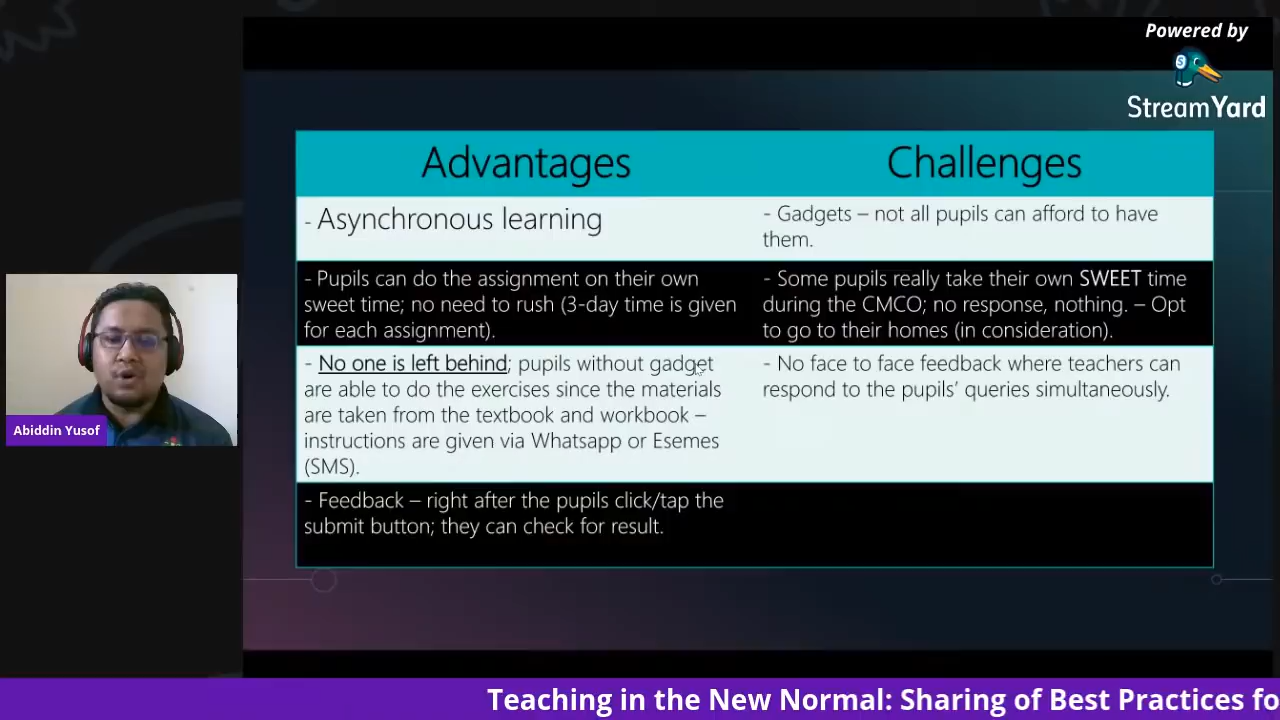 Powered by
StreamYard
Advantages
Challenges
- Asynchronous learning
- Gadgets – not all pupils can afford to have
them.
- Pupils can do the assignment on their own
sweet time; no need to rush (3-day time is given
for each assignment).
- Some pupils really take their own SWEET time
during the CMCO; no response, nothing. – Opt
to go to their homes (in consideration).
- No one is left behind; pupils without gadget
are able to do the exercises since the materials
are taken from the textbook and workbook –
instructions are given via Whatsapp or Esemes
(SMS).
- No face to face feedback where teachers can
respond to the pupils’ queries simultaneously.
- Feedback – right after the pupils click/tap the
submit button; they can check for result.
Abiddin Yusof
Teaching in the New Normal: Sharing of Best Practices fo